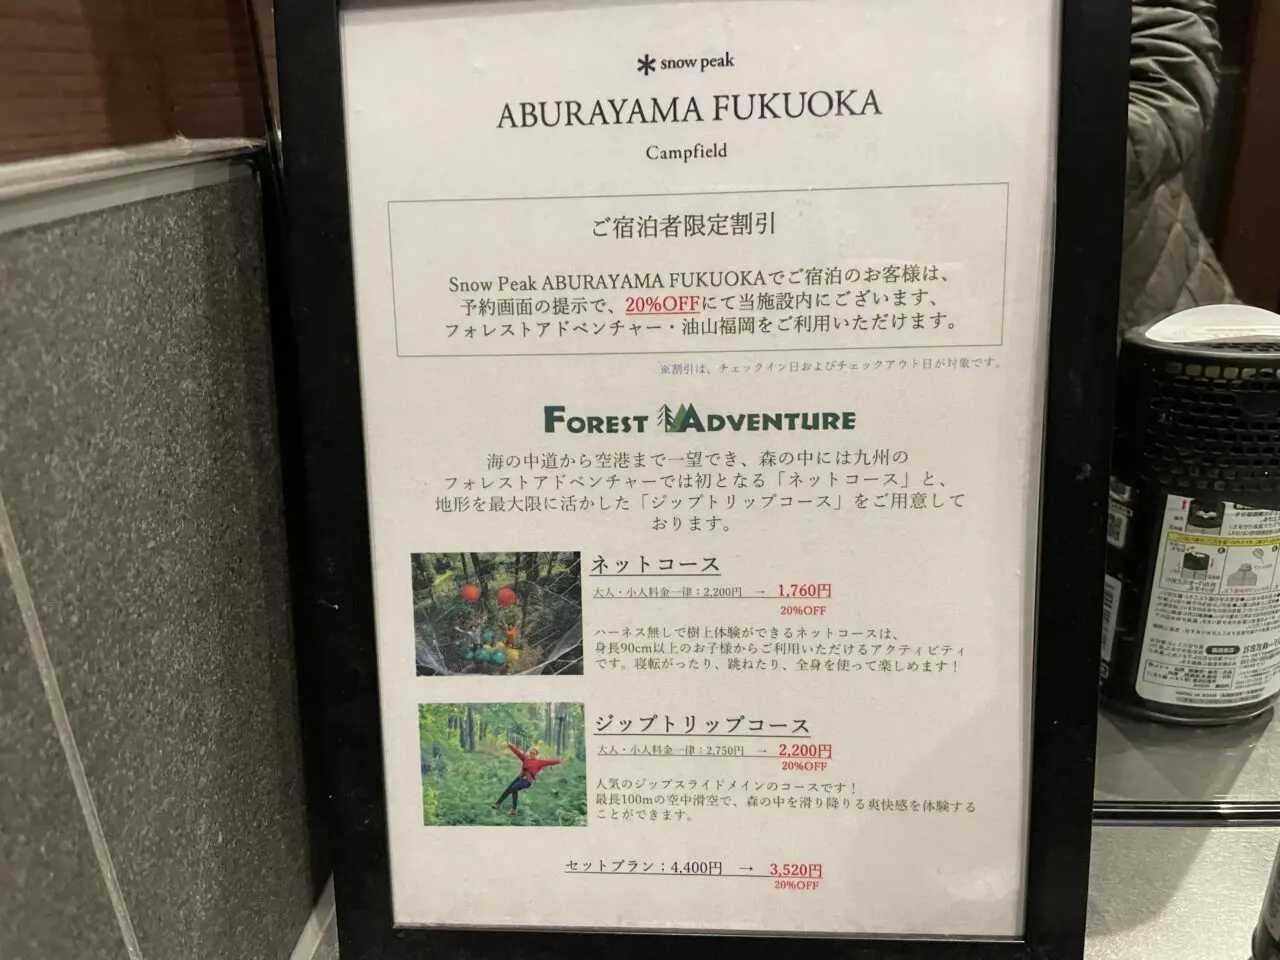 snow peak
ABURAYAMA FUKUOKA
Campfield
ご宿泊者限定割引
Snow Peak ABURAYAMA FUKUOKAでご宿泊のお客様は、
予約画面の提示で、20%OFFにて当施設内にございます、
フォレストアドベンチャー・油山福岡をご利用いただけます。
※割引は、チェックイン日およびチェックアウト日が対象です。
FOREST ADVENTURE
海の中道から空港まで一望でき、森の中には九州の
フォレストアドベンチャーでは初となる「ネットコース」と、
地形を最大限に活かした「ジップトリップコース」をご用意して
おります。
ネットコース
大人・小人料金一律：2,200円 → 1,760円
20%OFF
ハーネス無しで樹上体験ができるネットコースは、
身長90cm以上のお子様からご利用いただけるアクティビティ
です。寝転がったり、跳ねたり、全身を使って楽しめます！
ジップトリップコース
大人・小人料金一律：2,750円 → 2,200円
20%OFF
人気のジップスライドメインのコースです！
最長100mの空中滑空で、森の中を滑り降りる爽快感を体験する
ことができます。
セットプラン：4,400円 → 3,520円
20%OFF